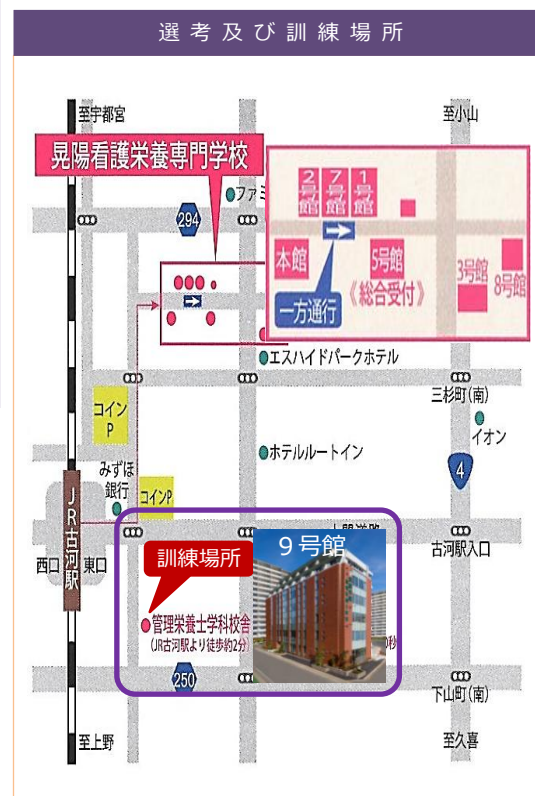 選考及び訓練場所
至宇都宮
至小山
晃陽看護栄養専門学校
ファミ
294
2号館
7号館
1号館
本館
5号館
《総合受付》
3号館
8号館
一方通行
エスハイドパークホテル
三杉町(南)
コイン
P
イオン
ホテルルートイン
みずほ
銀行
コインP
4
JR古河駅
西口
東口
古河駅入口
訓練場所
9号館
管理栄養士学科校舎
(JR古河駅より徒歩約2分)
250
下山町(南)
至上野
至久喜